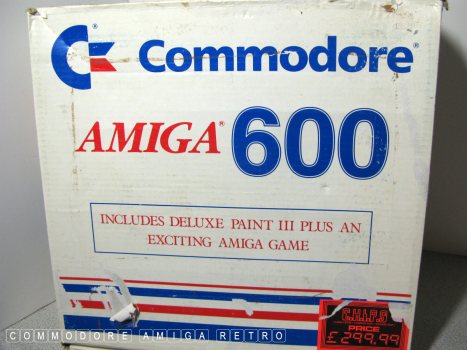 Commodore®
AMIGA® 600
INCLUDES DELUXE PAINT III PLUS AN
EXCITING AMIGA GAME
C.H.I.P.S
PRICE
£299.99
COMMODORE AMIGA RETRO